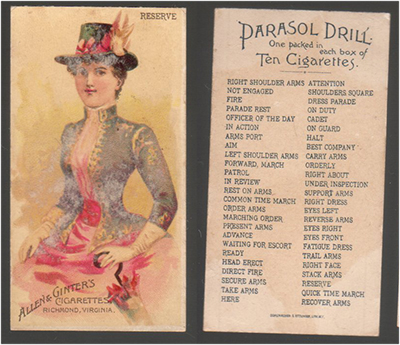 RESERVE
ALLEN & GINTER'S
CIGARETTES
RICHMOND, VIRGINIA.
PARASOL DRILL.
One packed in
each box of
Ten Cigarettes.
RIGHT SHOULDER ARMS ATTENTION
NOT ENGAGED SHOULDERS SQUARE
FIRE DRESS PARADE
PARADE REST ON DUTY
OFFICER OF THE DAY CADET
IN ACTION ON GUARD
ARMS PORT HALT
AIM BEST COMPANY
LEFT SHOULDER ARMS CARRY ARMS
FORWARD, MARCH ORDERLY
PATROL RIGHT ABOUT
IN REVIEW UNDER INSPECTION
REST ON ARMS SUPPORT ARMS
COMMON TIME MARCH RIGHT DRESS
ORDER ARMS EYES LEFT
MARCHING ORDER REVERSE ARMS
PRESENT ARMS EYES RIGHT
ADVANCE EYES FRONT
WAITING FOR ESCORT FATIGUE DRESS
READY TRAIL ARMS
HEAD ERECT RIGHT FACE
DIRECT FIRE STACK ARMS
SECURE ARMS RESERVE
TAKE ARMS QUICK TIME MARCH
HERE RECOVER ARMS